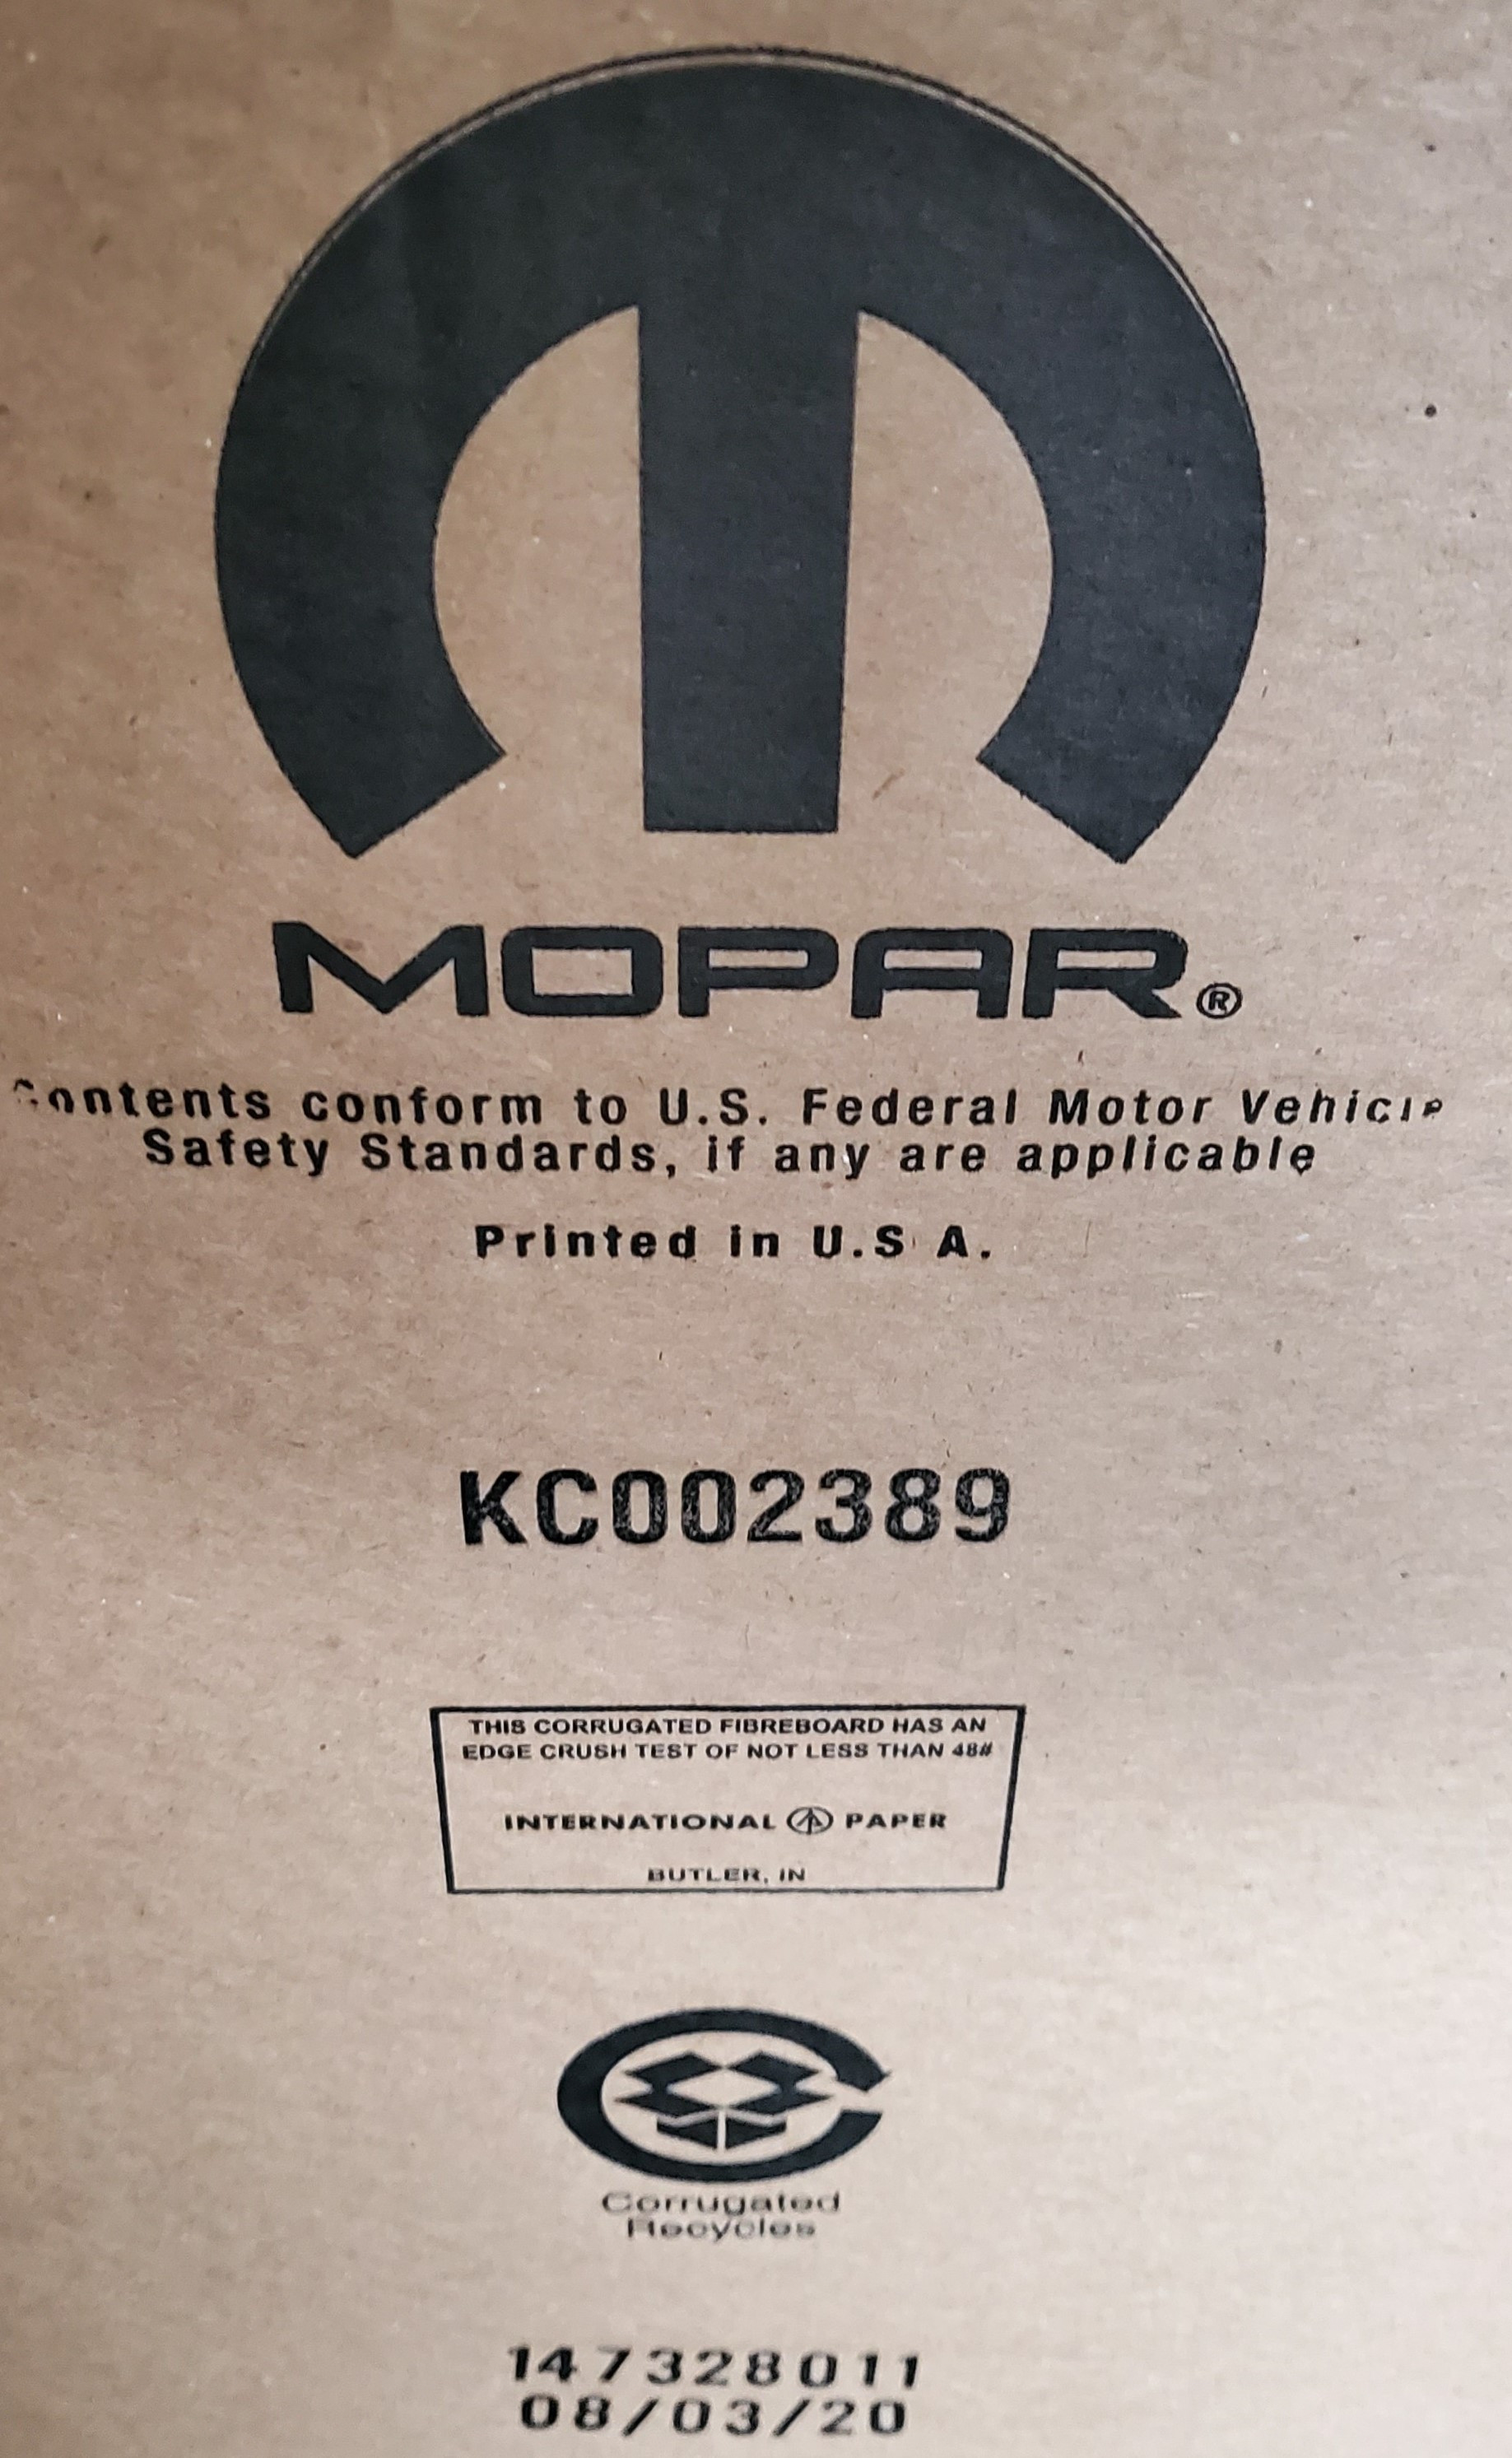 MOPAR®
Contents conform to U.S. Federal Motor Vehicle
Safety Standards, if any are applicable
Printed in U.S A.
KC002389
THIS CORRUGATED FIBREBOARD HAS AN
EDGE CRUSH TEST OF NOT LESS THAN 48#
INTERNATIONAL PAPER
BUTLER, IN
Corrugated
Recycles
147328011
08/03/20